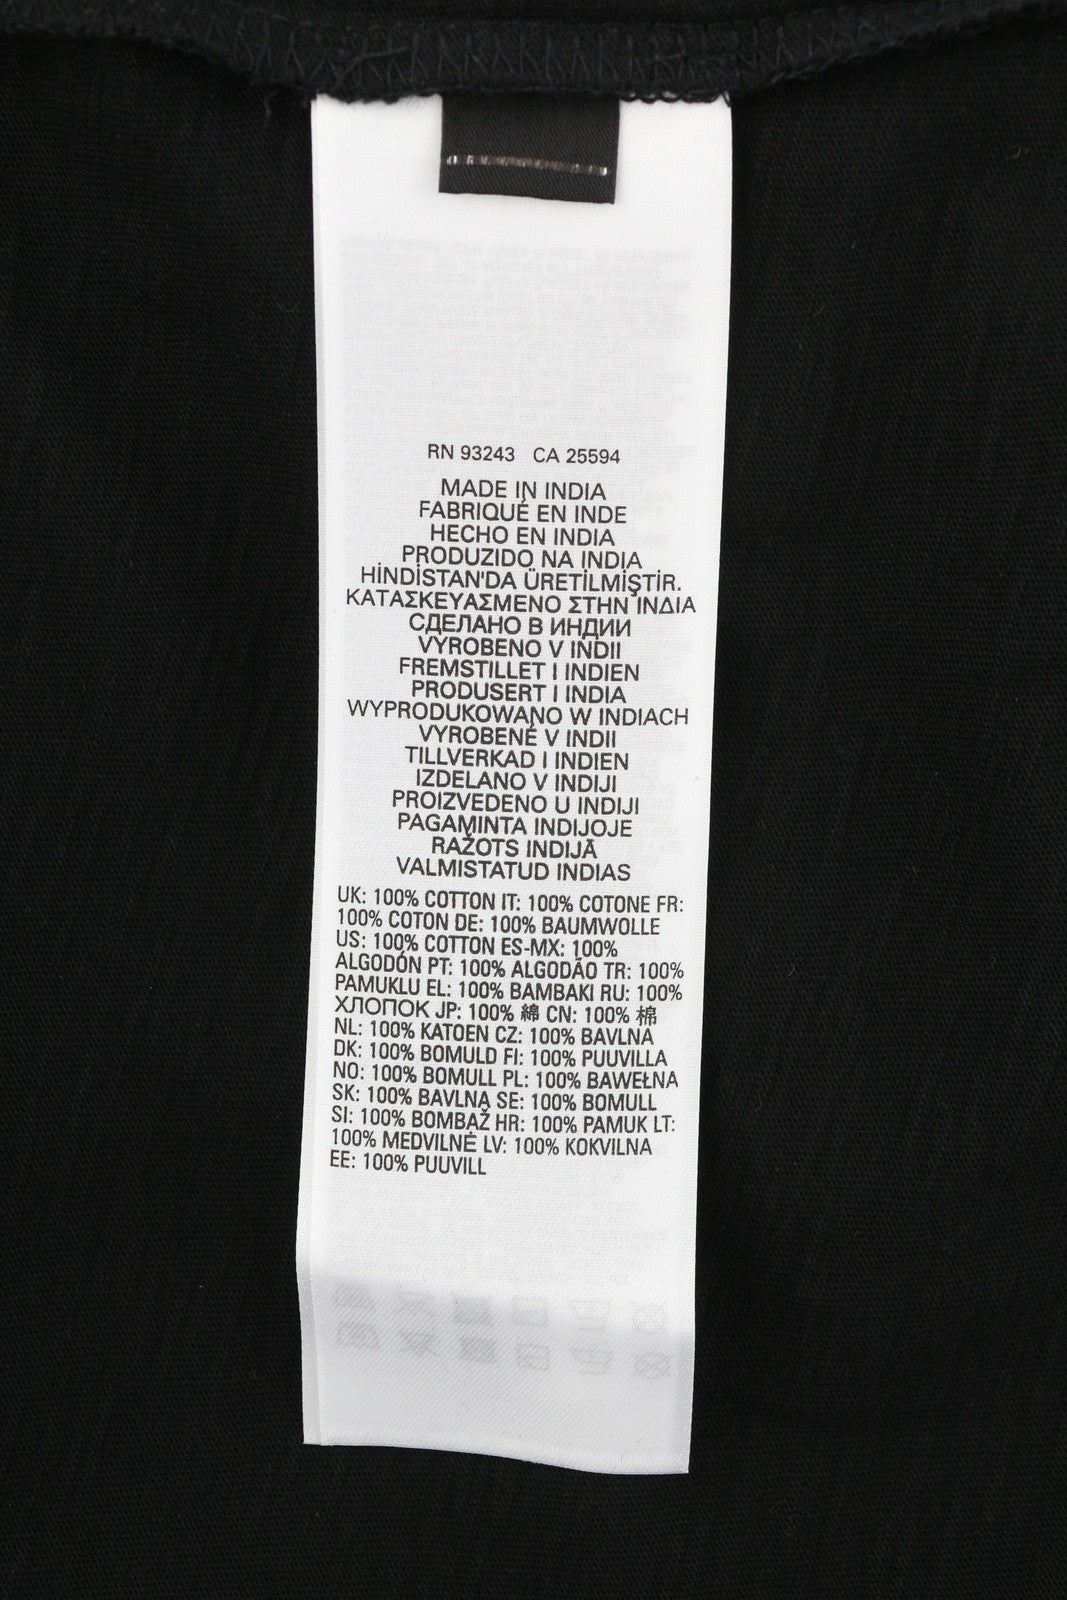 RN 93243 CA 25594
MADE IN INDIA
FABRIQUÉ EN INDE
HECHO EN INDIA
PRODUZIDO NA INDIA
HİNDİSTAN'DA ÜRETİLMİŞTİR.
ΚΑΤΑΣΚΕΥΑΣΜΕΝΟ ΣΤΗΝ ΙΝΔΙΑ
СДЕЛАНО В ИНДИИ
VYROBENO V INDII
FREMSTILLET I INDIEN
PRODUSERT I INDIA
WYPRODUKOWANO W INDIACH
VYROBENÉ V INDII
TILLVERKAD I INDIEN
IZDELANO V INDIJI
PROIZVEDENO U INDIJI
PAGAMINTA INDIJOJE
RAŽOTS INDIJĀ
VALMISTATUD INDIAS
UK: 100% COTTON IT: 100% COTONE FR:
100% COTON DE: 100% BAUMWOLLE
US: 100% COTTON ES-MX: 100%
ALGODÓN PT: 100% ALGODÃO TR: 100%
PAMUKLU EL: 100% BAMBAKI RU: 100%
ХЛОПОК JP: 100% 綿 CN: 100% 棉
NL: 100% KATOEN CZ: 100% BAVLNA
DK: 100% BOMULD FI: 100% PUUVILLA
NO: 100% BOMULL PL: 100% BAWEŁNA
SK: 100% BAVLNA SE: 100% BOMULL
SI: 100% BOMBAŽ HR: 100% PAMUK LT:
100% MEDVILNĖ LV: 100% KOKVILNA
EE: 100% PUUVILL